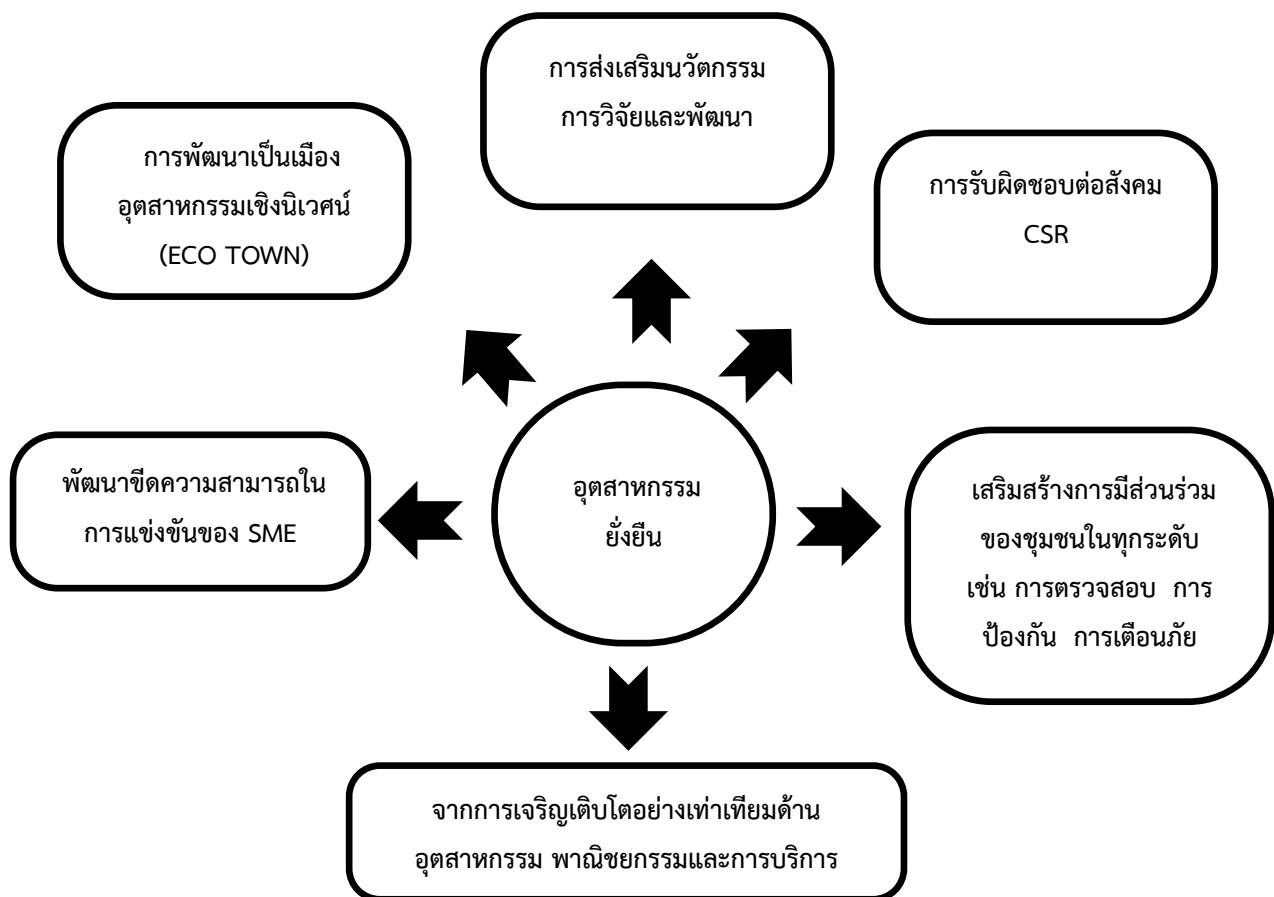 การส่งเสริมนวัตกรรม
การวิจัยและพัฒนา
การพัฒนาเป็นเมือง
อุตสาหกรรมเชิงนิเวศน์
(ECO TOWN)
การรับผิดชอบต่อสังคม
CSR
พัฒนาขีดความสามารถใน
การแข่งขันของ SME
อุตสาหกรรม
ยั่งยืน
เสริมสร้างการมีส่วนร่วม
ของชุมชนในทุกระดับ
เช่น การตรวจสอบ การ
ป้องกัน การเตือนภัย
จากการเจริญเติบโตอย่างเท่าเทียมด้าน
อุตสาหกรรม พาณิชยกรรมและการบริการ